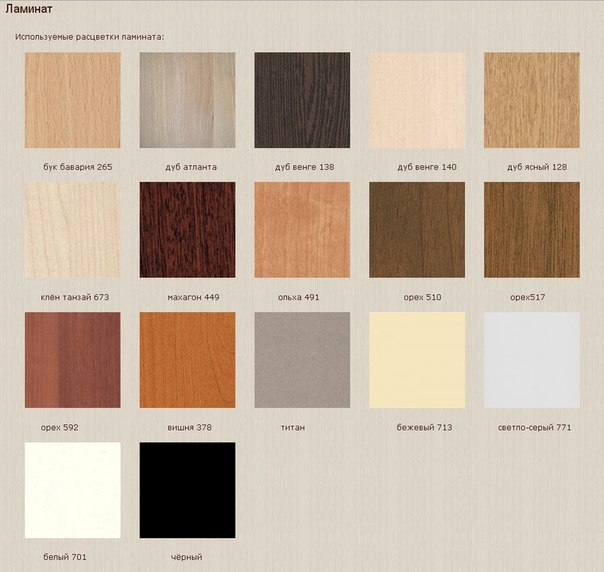 Ламинат
Используемые расцветки ламината:
бук бавария 265 дуб атланта дуб венге 138 дуб венге 140 дуб ясный 128
клён танзай 673 махагон 449 ольха 491 орех 510 орех517
орех 592 вишня 378 титан бежевый 713 светло-серый 771
белый 701 чёрный